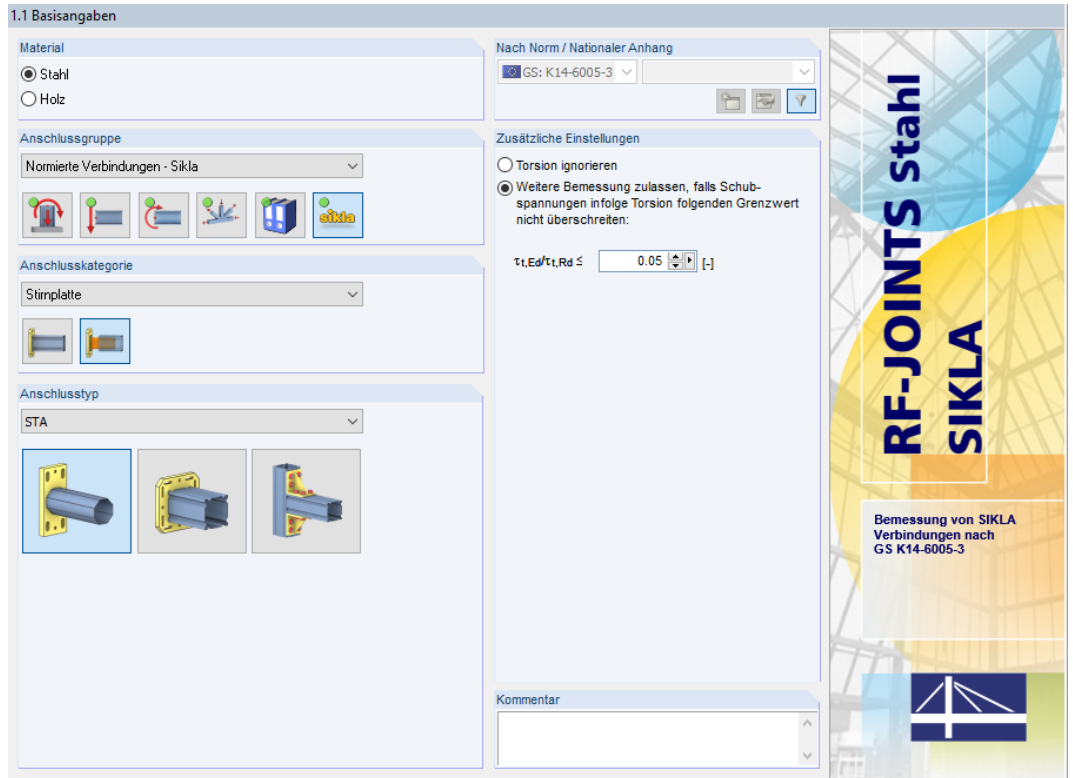 1.1 Basisangaben
Material
Stahl
Holz
Anschlussgruppe
Normierte Verbindungen - Sikla
sikla
Anschlusskategorie
Stirnplatte
Anschlusstyp
STA
Nach Norm / Nationaler Anhang
GS: K14-6005-3
Zusätzliche Einstellungen
Torsion ignorieren
Weitere Bemessung zulassen, falls Schub-
spannungen infolge Torsion folgenden Grenzwert
nicht überschreiten:
τt,Ed/τt,Rd ≤ 0.05 [-]
Kommentar
RF-JOINTS Stahl
SIKLA
Bemessung von SIKLA
Verbindungen nach
GS K14-6005-3